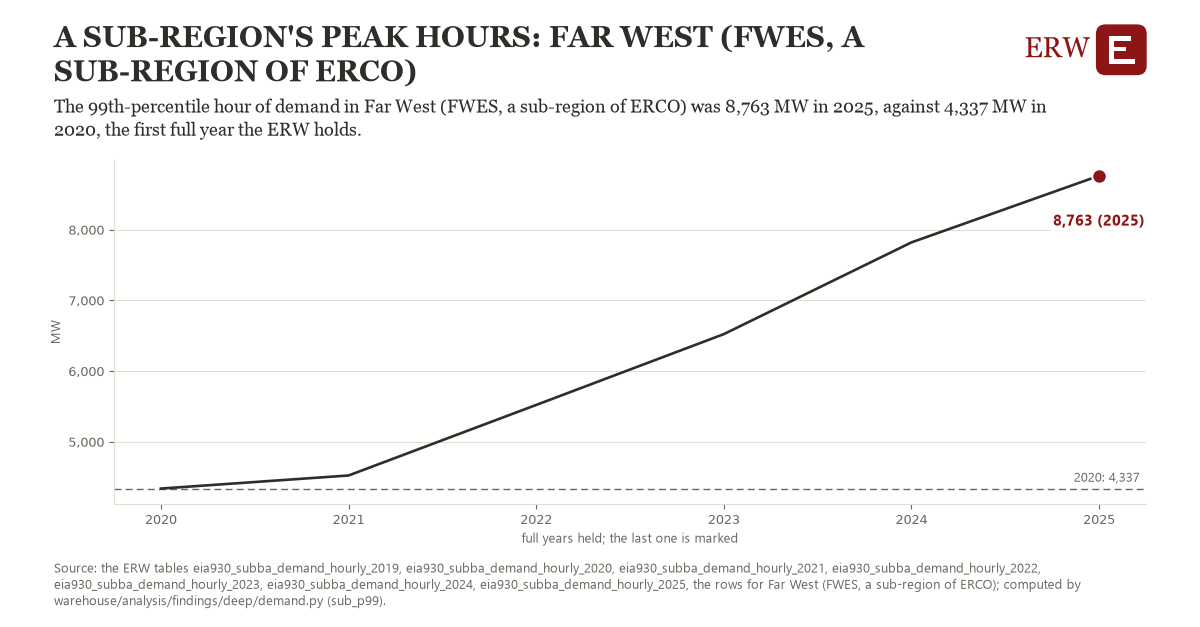 A SUB-REGION'S PEAK HOURS: FAR WEST (FWES, A
SUB-REGION OF ERCO)
ERW E
The 99th-percentile hour of demand in Far West (FWES, a sub-region of ERCO) was 8,763 MW in 2025, against 4,337 MW in
2020, the first full year the ERW holds.
8,000
7,000
6,000
5,000
MW
8,763 (2025)
2020: 4,337
2020 2021 2022 2023 2024 2025
full years held; the last one is marked
Source: the ERW tables eia930_subba_demand_hourly_2019, eia930_subba_demand_hourly_2020, eia930_subba_demand_hourly_2021, eia930_subba_demand_hourly_2022,
eia930_subba_demand_hourly_2023, eia930_subba_demand_hourly_2024, eia930_subba_demand_hourly_2025, the rows for Far West (FWES, a sub-region of ERCO); computed by
warehouse/analysis/findings/deep/demand.py (sub_p99).